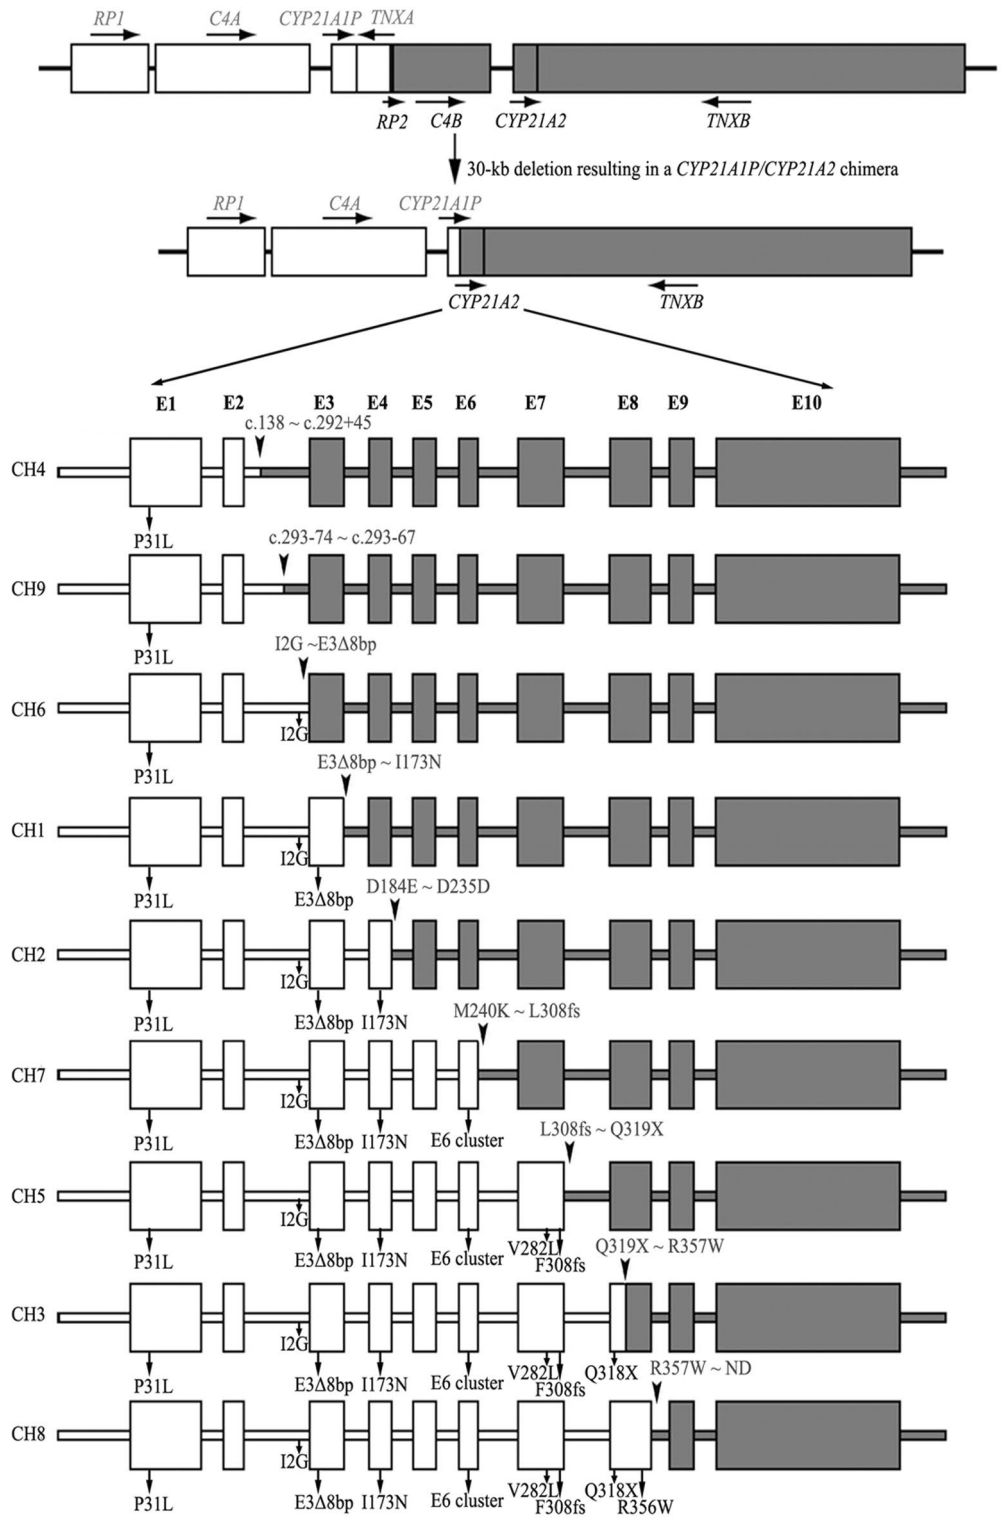 RP1 C4A CYP21A1P TNXA
RP2 C4B CYP21A2 TNXB
30-kb deletion resulting in a CYP21A1P/CYP21A2 chimera
RP1 C4A CYP21A1P
CYP21A2 TNXB
E1 E2 E3 E4 E5 E6 E7 E8 E9 E10
c.138 ~ c.292+45
CH4
P31L
c.293-74 ~ c.293-67
CH9
P31L
I2G ~E3Δ8bp
CH6
I2G
P31L
E3Δ8bp ~ I173N
CH1
I2G
P31L E3Δ8bp
D184E ~ D235D
CH2
I2G
P31L E3Δ8bp I173N
M240K ~ L308fs
CH7
I2G
P31L E3Δ8bp I173N E6 cluster
L308fs ~ Q319X
CH5
I2G
P31L E3Δ8bp I173N E6 cluster V282L F308fs
Q319X ~ R357W
CH3
I2G
P31L E3Δ8bp I173N E6 cluster V282L F308fs Q318X
R357W ~ ND
CH8
I2G
P31L E3Δ8bp I173N E6 cluster V282L F308fs Q318X R356W